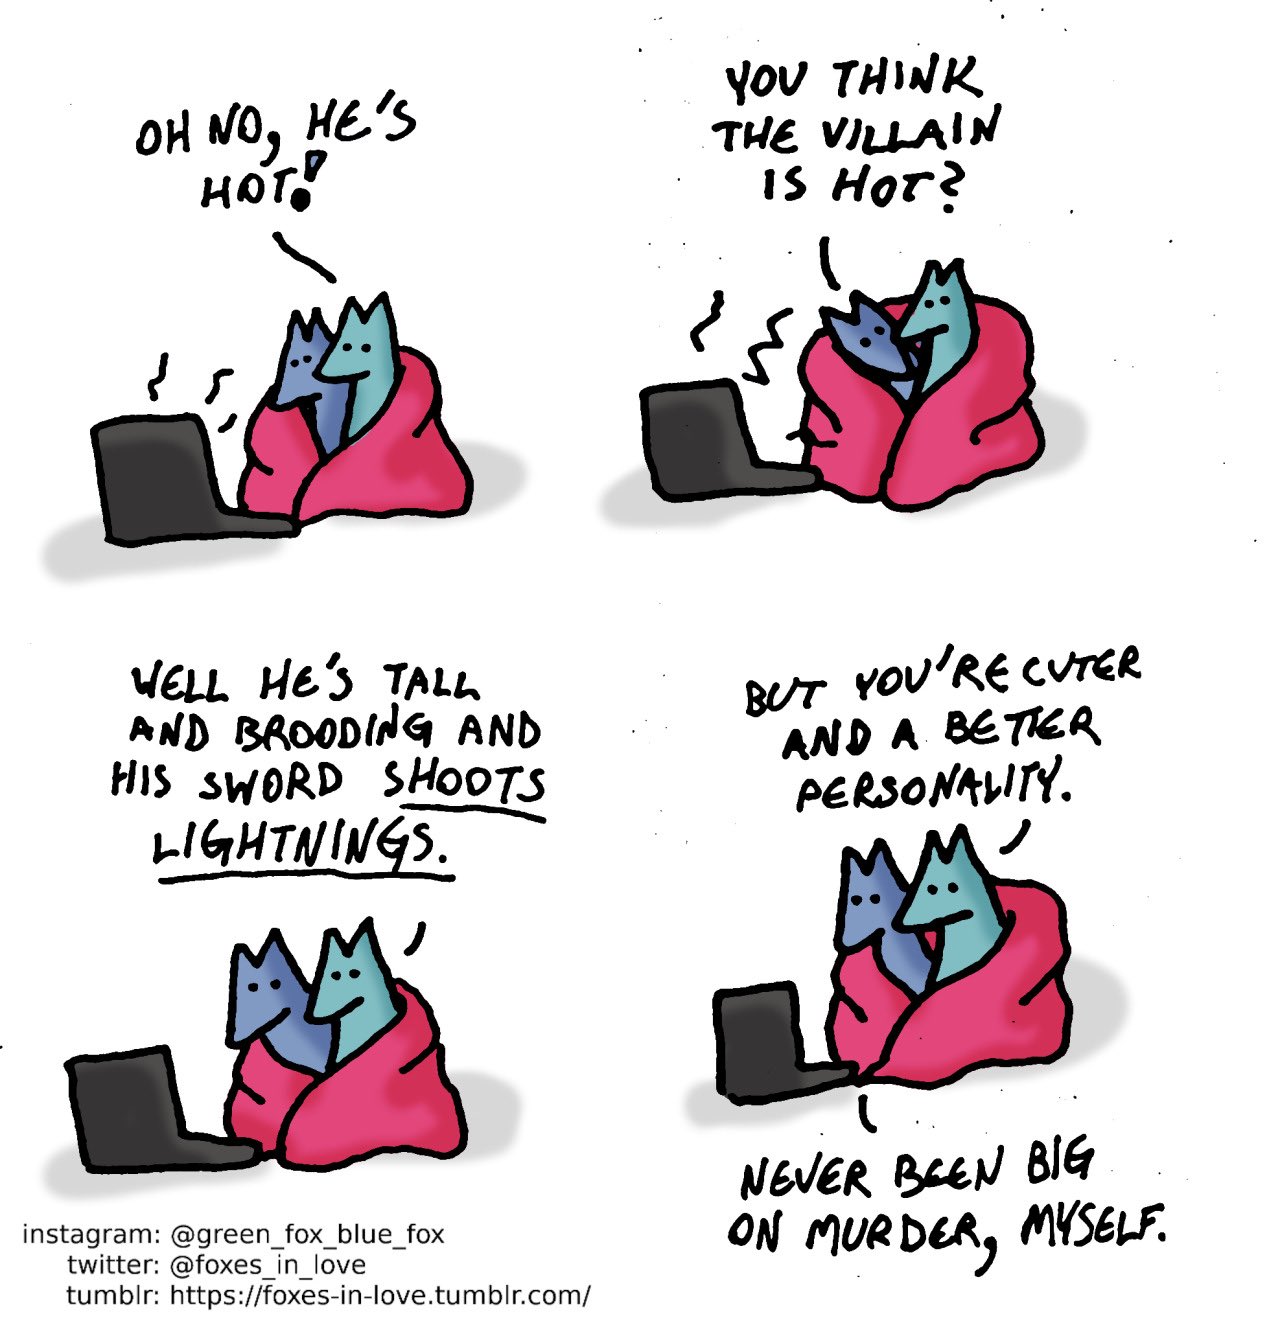 OH NO, HE'S
HOT!
YOU THINK
THE VILLAIN
IS HOT?
WELL HE'S TALL
AND BROODING AND
HIS SWORD SHOOTS
LIGHTNINGS.
BUT YOU'RE CUTER
AND A BETTER
PERSONALITY.
NEVER BEEN BIG
ON MURDER, MYSELF.
instagram: @green_fox_blue_fox
twitter: @foxes_in_love
tumblr: https://foxes-in-love.tumblr.com/